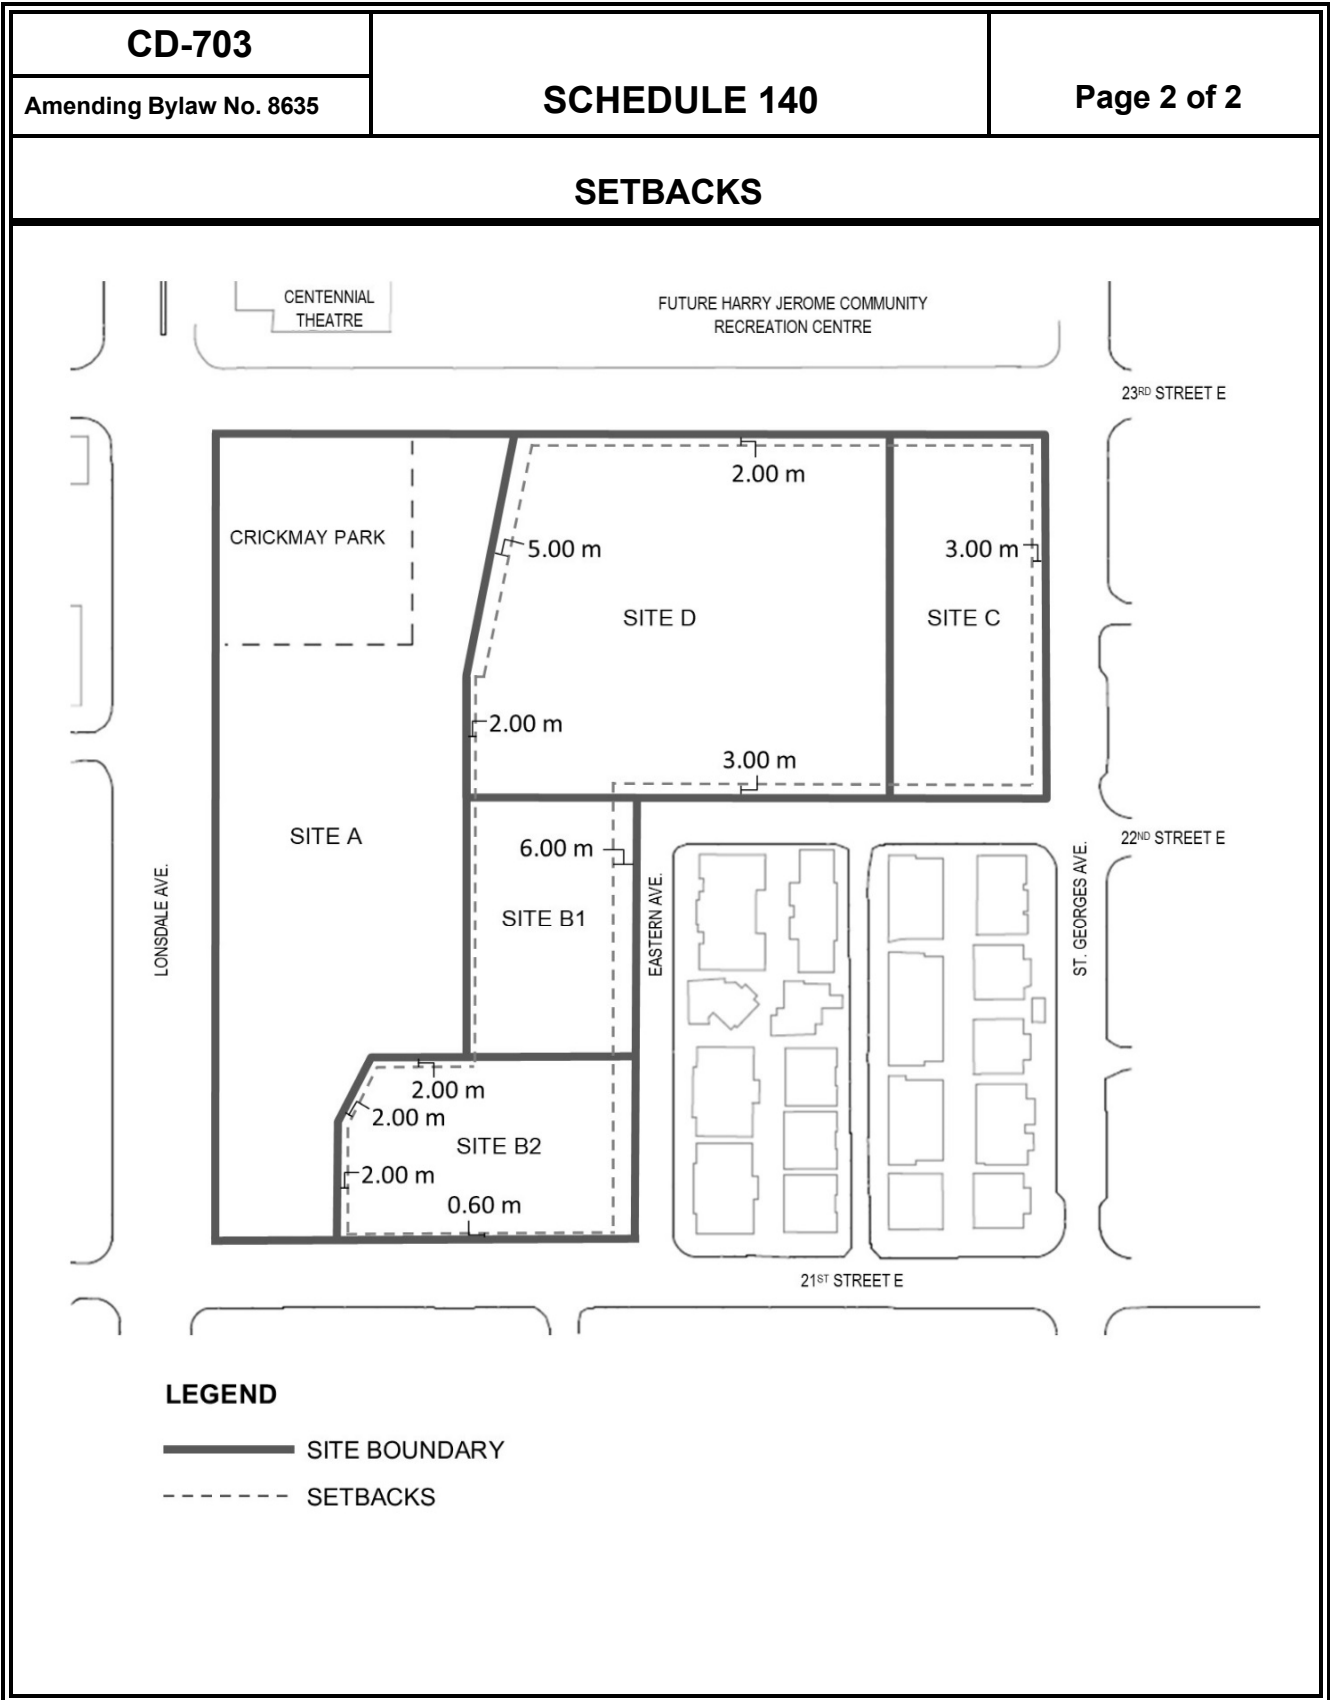 CD-703
Amending Bylaw No. 8635
SCHEDULE 140
Page 2 of 2
SETBACKS
CENTENNIAL
THEATRE
FUTURE HARRY JEROME COMMUNITY
RECREATION CENTRE
23RD STREET E
2.00 m
CRICKMAY PARK
5.00 m
3.00 m
SITE D
SITE C
2.00 m
3.00 m
SITE A
6.00 m
22ND STREET E
LONSDALE AVE.
SITE B1
EASTERN AVE.
ST. GEORGES AVE.
2.00 m
2.00 m
SITE B2
2.00 m
0.60 m
21ST STREET E
LEGEND
SITE BOUNDARY
SETBACKS